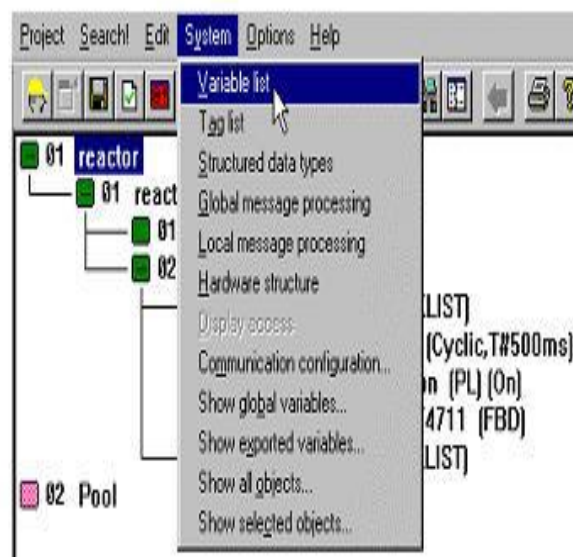 Project Search! Edit System Options Help
Variable list
Tag list
Structured data types
Global message processing
Local message processing
Hardware structure
Display access
Communication configuration...
Show global variables...
Show exported variables...
Show all objects...
Show selected objects...
01 reactor
01 react
01
02
LIST)
(Cyclic,T#500ms)
(PL) (On)
4711 (FBD)
LIST)
02 Pool